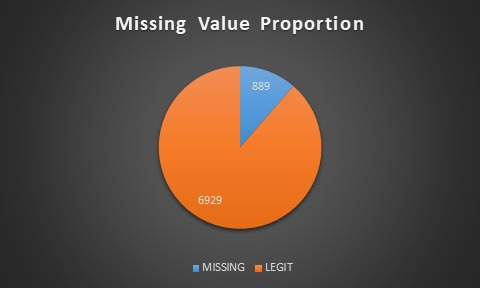 Missing Value Proportion
889
6929
MISSING LEGIT